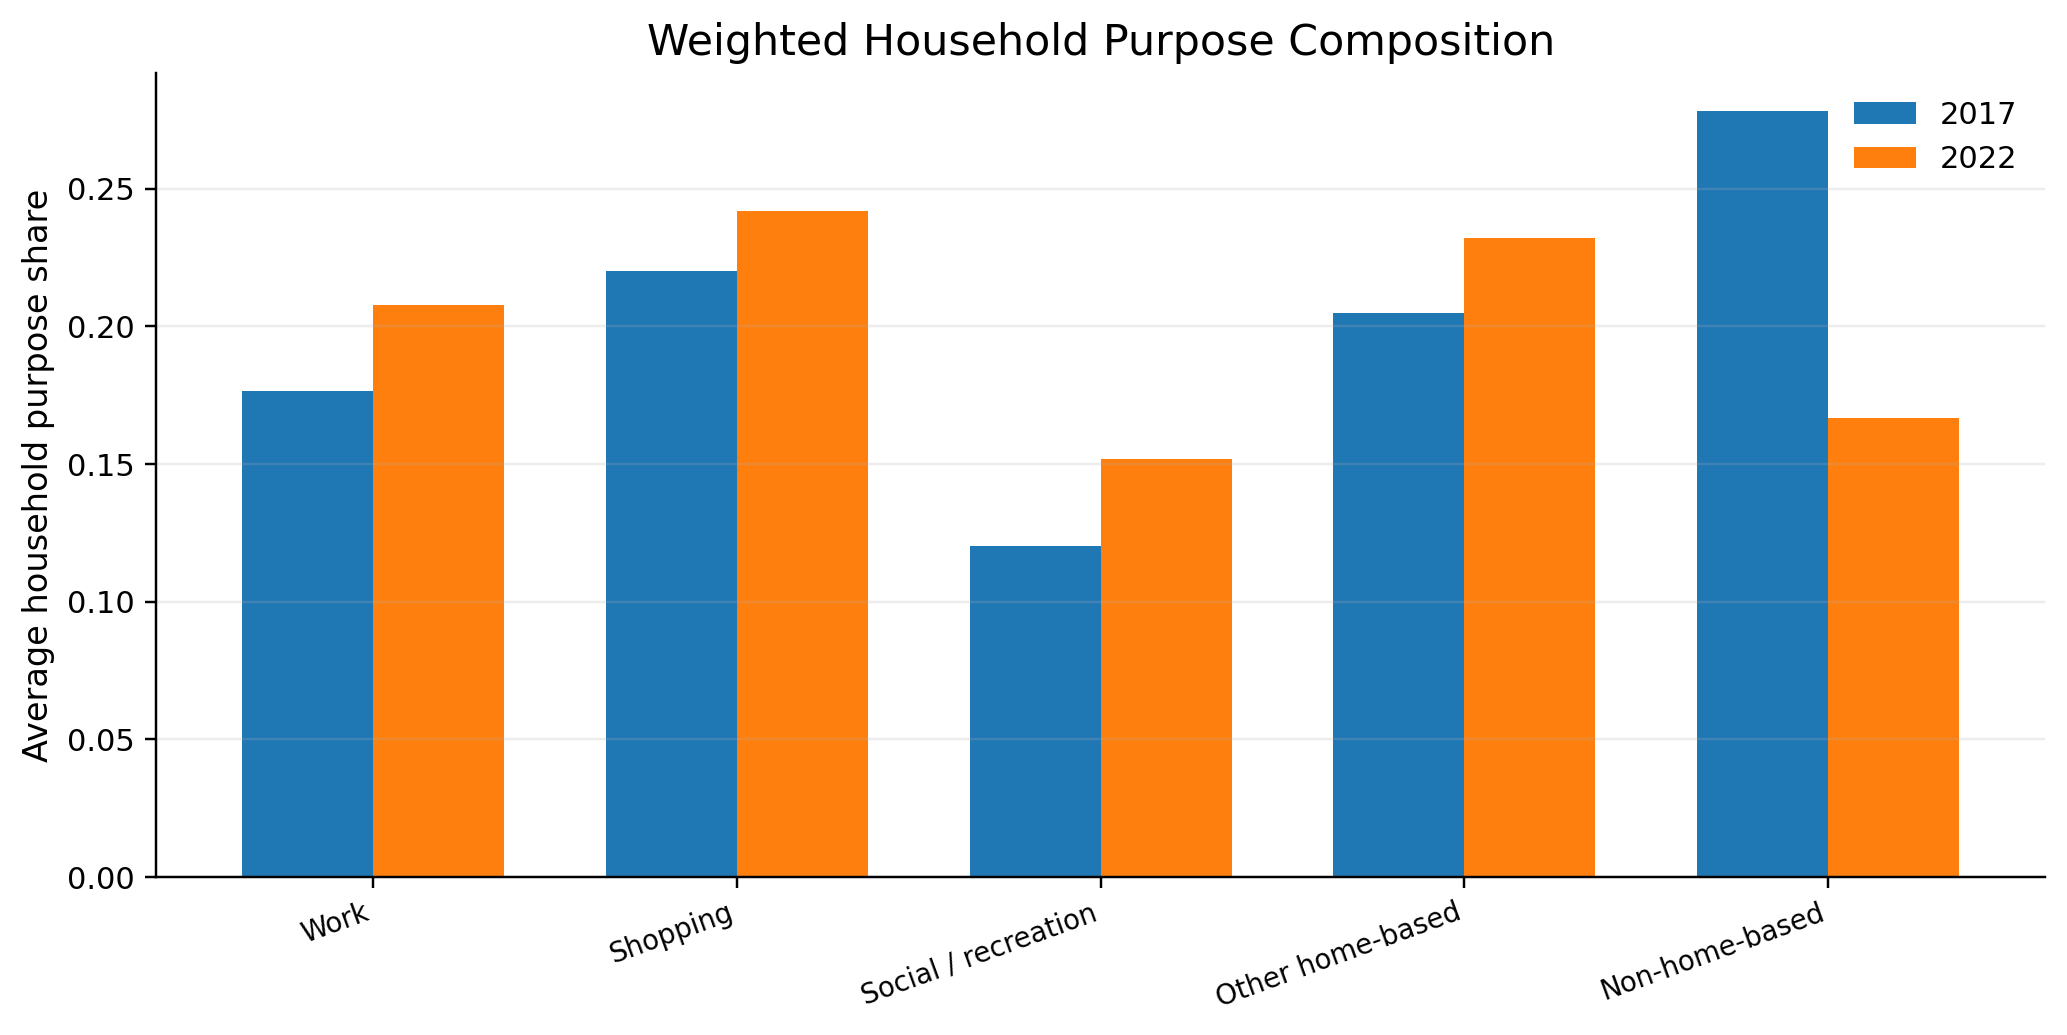 Weighted Household Purpose Composition
2017
2022
Average household purpose share
0.25
0.20
0.15
0.10
0.05
0.00
Work
Shopping
Social / recreation
Other home-based
Non-home-based